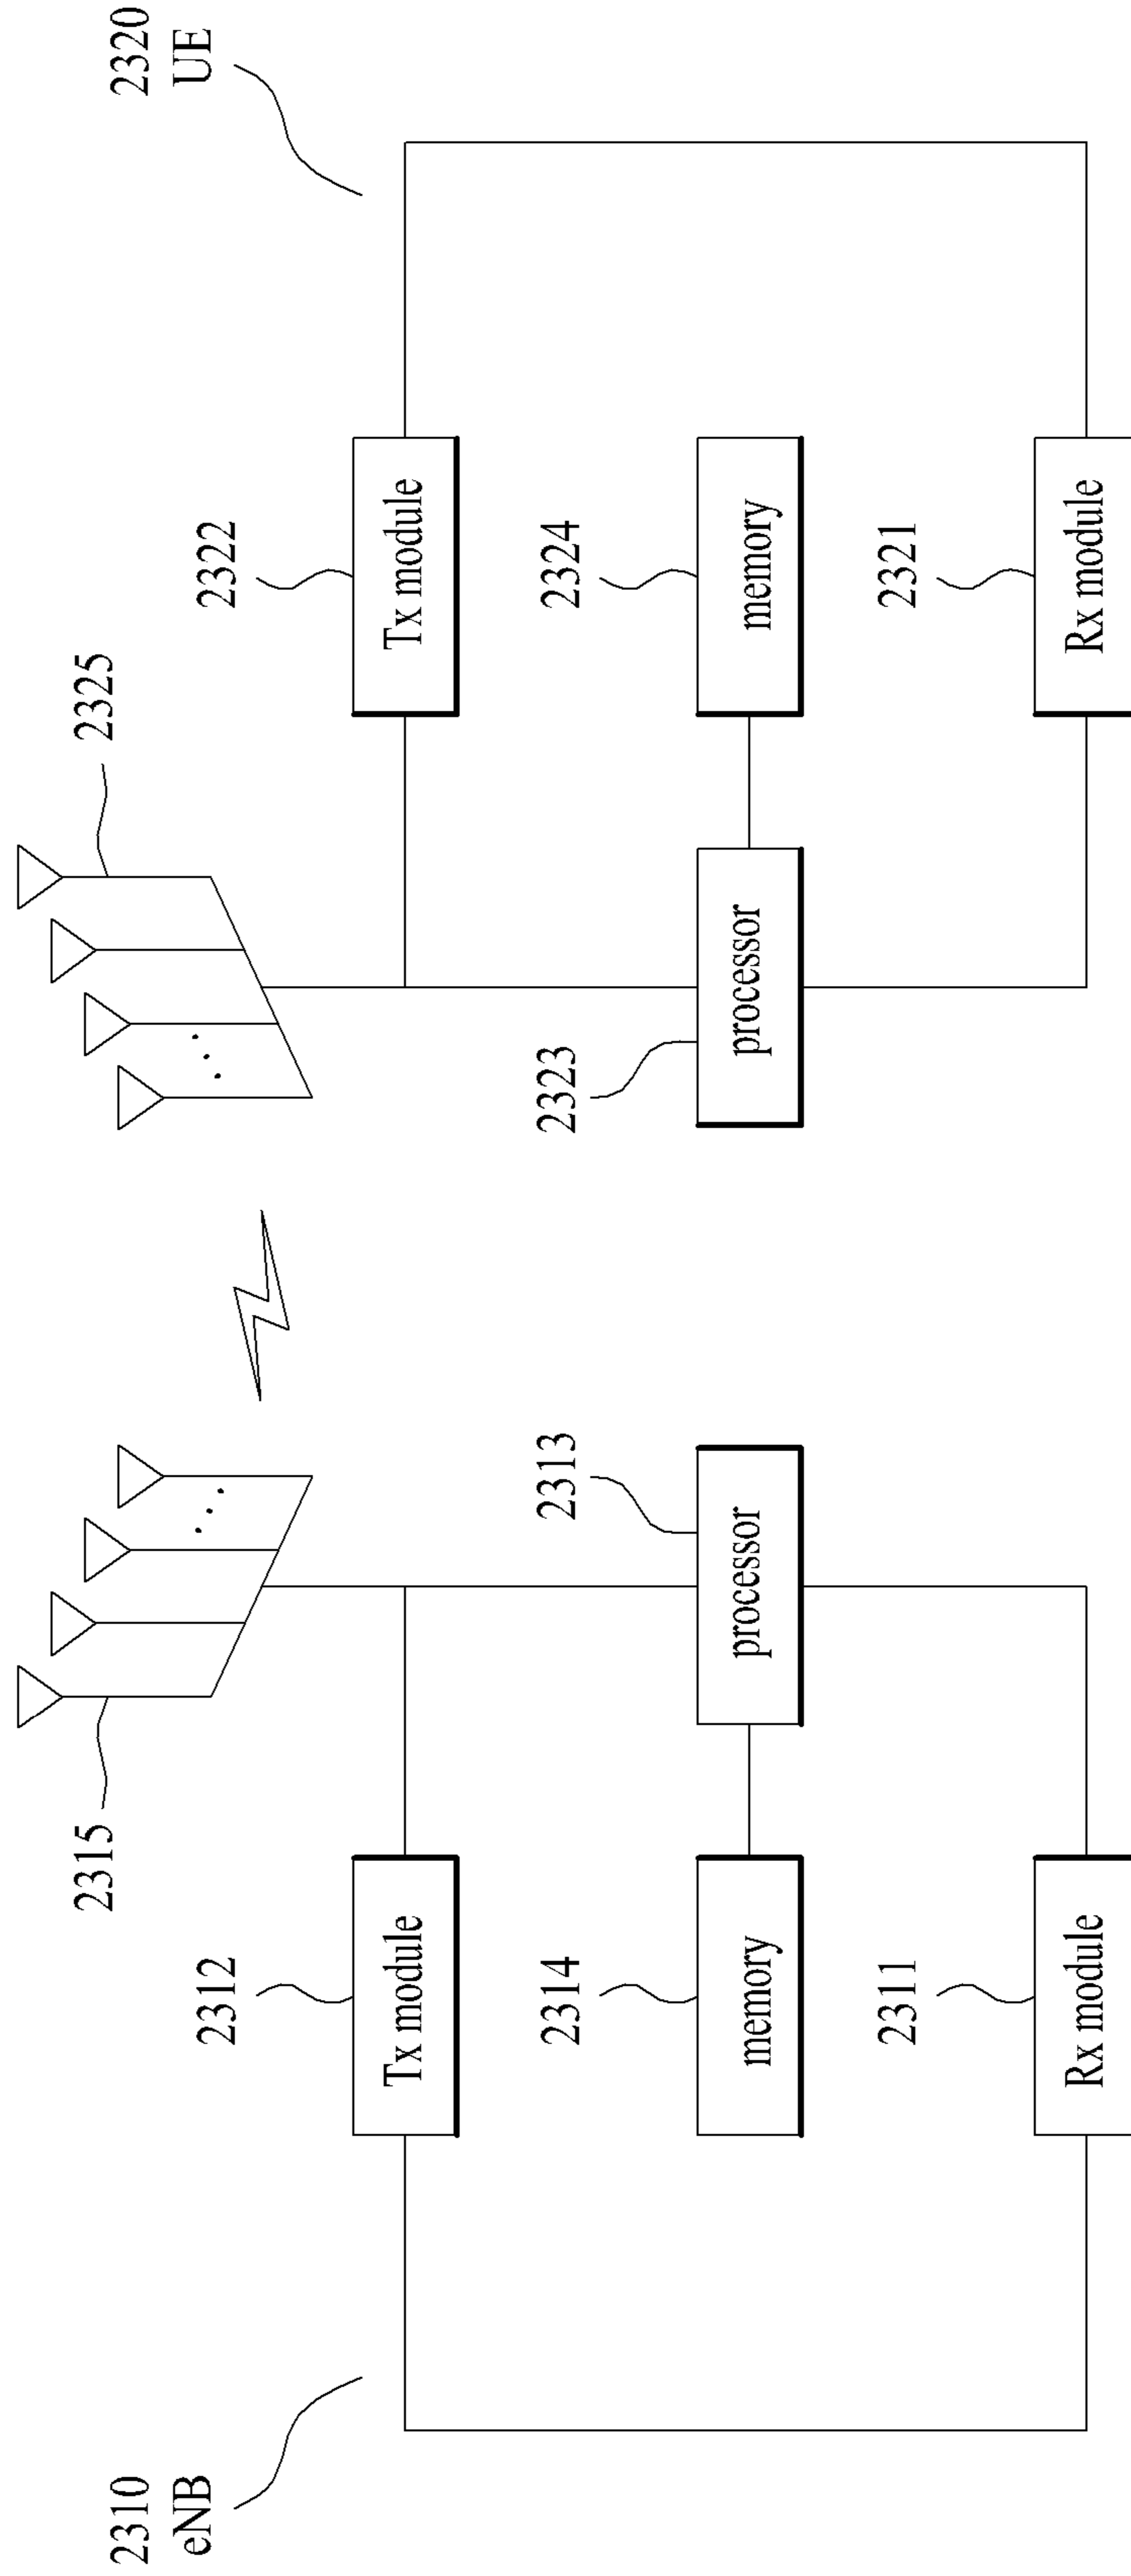 2310
eNB
2315
2312
Tx module
2313
processor
2314
memory
2311
Rx module
2320
UE
2325
2322
Tx module
2323
processor
2324
memory
2321
Rx module